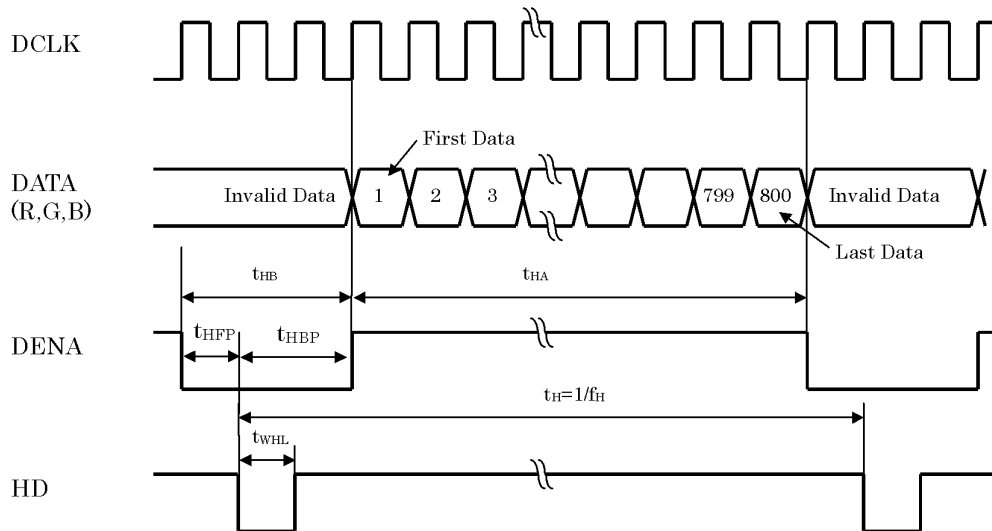 DCLK
First Data
DATA
(R,G,B)
Invalid Data 1 2 3 799 800 Invalid Data
Last Data
tHB tHA
DENA
tHFP tHBP
tH=1/fH
tWHL
HD